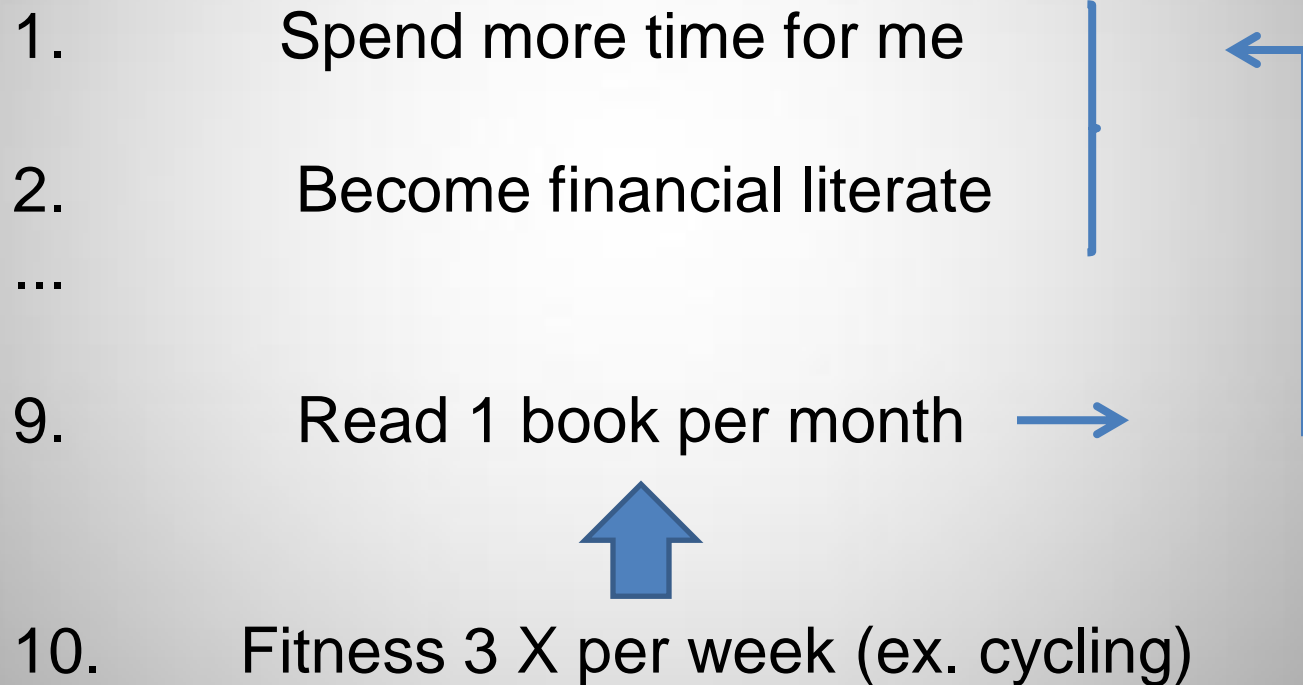 1. Spend more time for me
2. Become financial literate
...
9. Read 1 book per month
10. Fitness 3 X per week (ex. cycling)